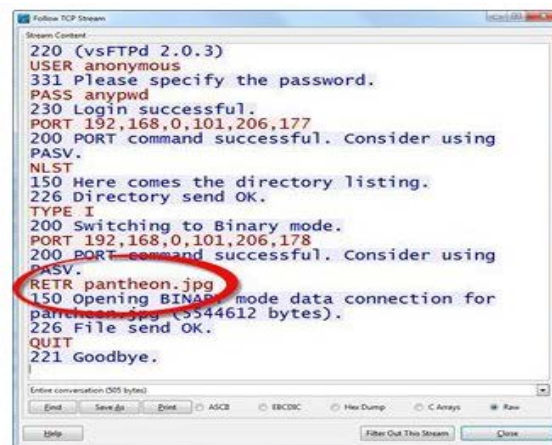 Follow TCP Stream
Stream Content
220 (vsFTPd 2.0.3)
USER anonymous
331 Please specify the password.
PASS anypwd
230 Login successful.
PORT 192,168,0,101,206,177
200 PORT command successful. Consider using
PASV.
NLST
150 Here comes the directory listing.
226 Directory send OK.
TYPE I
200 Switching to Binary mode.
PORT 192,168,0,101,206,178
200 PORT command successful. Consider using
PASV.
RETR pantheon.jpg
150 Opening BINARY mode data connection for
pantheon.jpg (5544612 bytes).
226 File send OK.
QUIT
221 Goodbye.
Entire conversation (505 bytes)
Find Save As Print ASCII EBCDIC Hex Dump C Arrays Raw
Help Filter Out This Stream Close